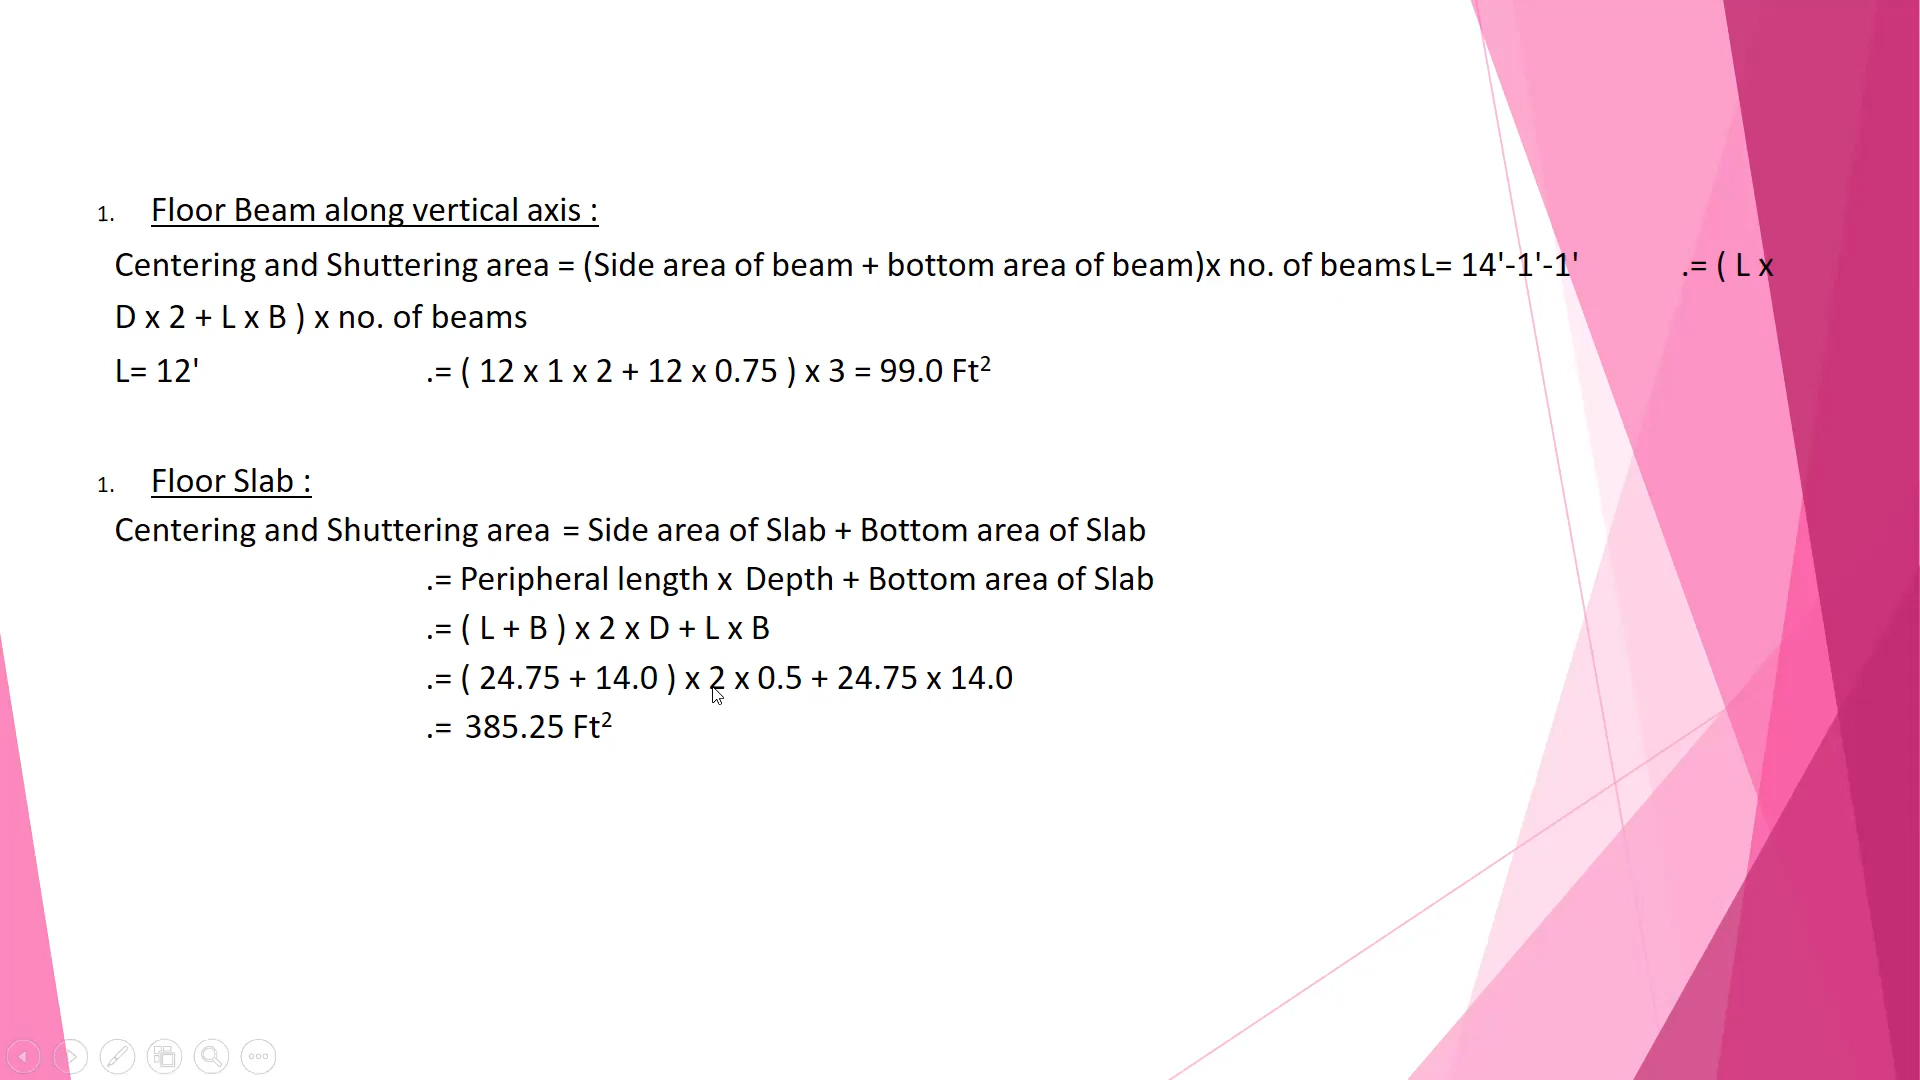 1. Floor Beam along vertical axis :
Centering and Shuttering area = (Side area of beam + bottom area of beam)x no. of beams L= 14'-1'-1' .= ( L x
D x 2 + L x B ) x no. of beams
L= 12' .= ( 12 x 1 x 2 + 12 x 0.75 ) x 3 = 99.0 Ft²
1. Floor Slab :
Centering and Shuttering area = Side area of Slab + Bottom area of Slab
.= Peripheral length x Depth + Bottom area of Slab
.= ( L + B ) x 2 x D + L x B
.= ( 24.75 + 14.0 ) x 2 x 0.5 + 24.75 x 14.0
.= 385.25 Ft²